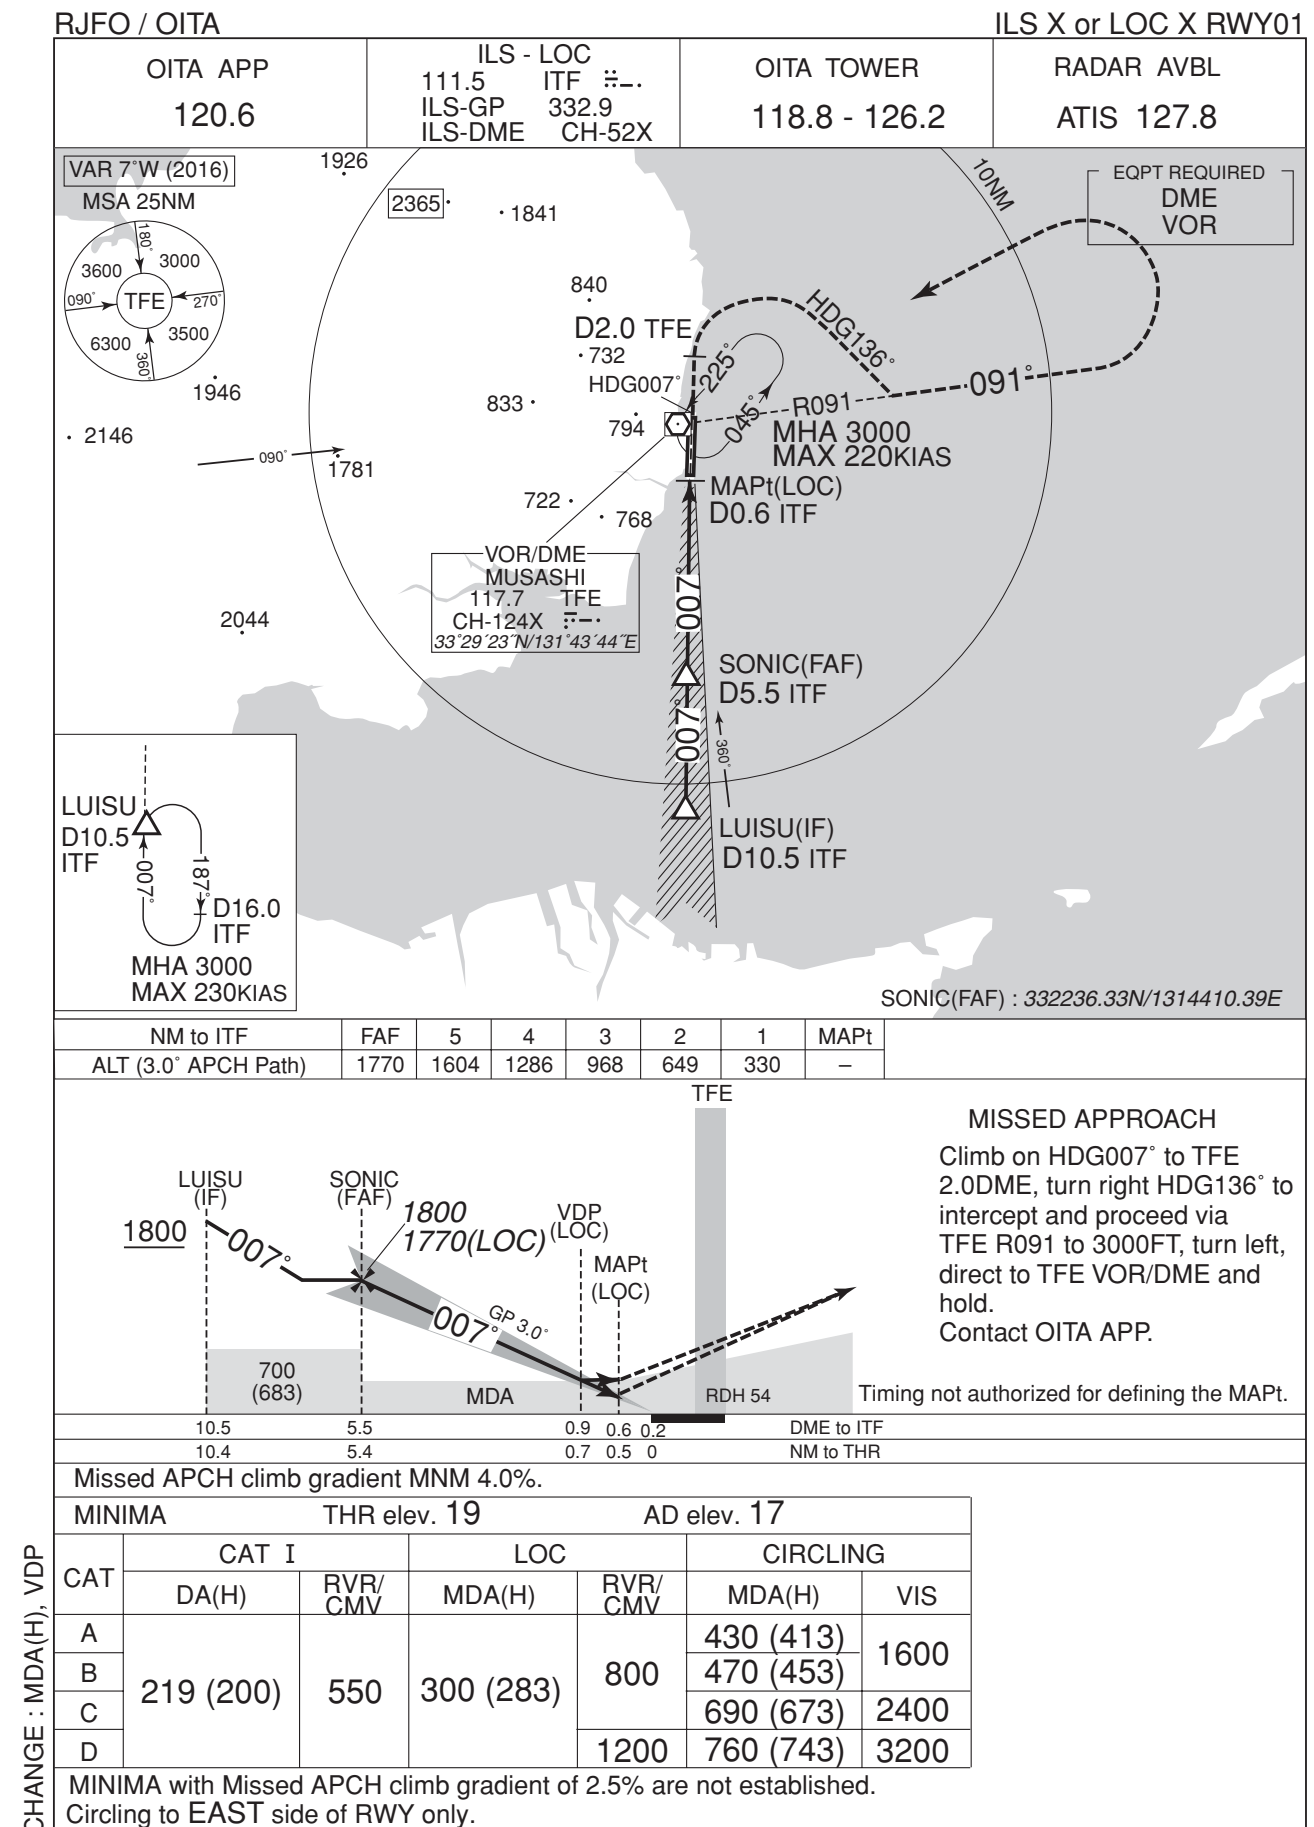 RJFO / OITA
ILS X or LOC X RWY01
OITA APP
120.6
ILS - LOC
111.5 ITF
ILS-GP 332.9
ILS-DME CH-52X
OITA TOWER
118.8 - 126.2
RADAR AVBL
ATIS 127.8
VAR 7°W (2016)
MSA 25NM
180°
3600
3000
090°
TFE
270°
6300
3500
360°
1926
2365
1841
10NM
EQPT REQUIRED
DME
VOR
840
D2.0 TFE
732
HDG007°
HDG136°
225°
045°
1946
833
794
R091
091°
MHA 3000
MAX 220KIAS
2146
090°
1781
MAPt(LOC)
D0.6 ITF
722
768
VOR/DME
MUSASHI
117.7 TFE
CH-124X
33°29´23˝N/131°43´44˝E
2044
007°
SONIC(FAF)
D5.5 ITF
007°
360°
LUISU(IF)
D10.5 ITF
LUISU
D10.5
ITF
007°
187°
D16.0
ITF
MHA 3000
MAX 230KIAS
SONIC(FAF) : 332236.33N/1314410.39E
NM to ITF FAF 5 4 3 2 1 MAPt
ALT (3.0° APCH Path) 1770 1604 1286 968 649 330 –
TFE
MISSED APPROACH
Climb on HDG007° to TFE
2.0DME, turn right HDG136° to
intercept and proceed via
TFE R091 to 3000FT, turn left,
direct to TFE VOR/DME and
hold.
Contact OITA APP.
LUISU
(IF)
SONIC
(FAF)
1800
1800
1770(LOC)
VDP
(LOC)
MAPt
(LOC)
007°
007°
GP 3.0°
700
(683)
MDA
RDH 54
Timing not authorized for defining the MAPt.
10.5 5.5 0.9 0.6 0.2 DME to ITF
10.4 5.4 0.7 0.5 0 NM to THR
Missed APCH climb gradient MNM 4.0%.
MINIMA THR elev. 19 AD elev. 17
CAT
CAT I LOC CIRCLING
DA(H) RVR/CMV MDA(H) RVR/CMV MDA(H) VIS
A
B
C
D
219 (200)
550
300 (283)
800
1200
430 (413)
470 (453)
690 (673)
760 (743)
1600
2400
3200
MINIMA with Missed APCH climb gradient of 2.5% are not established.
Circling to EAST side of RWY only.
CHANGE : MDA(H), VDP